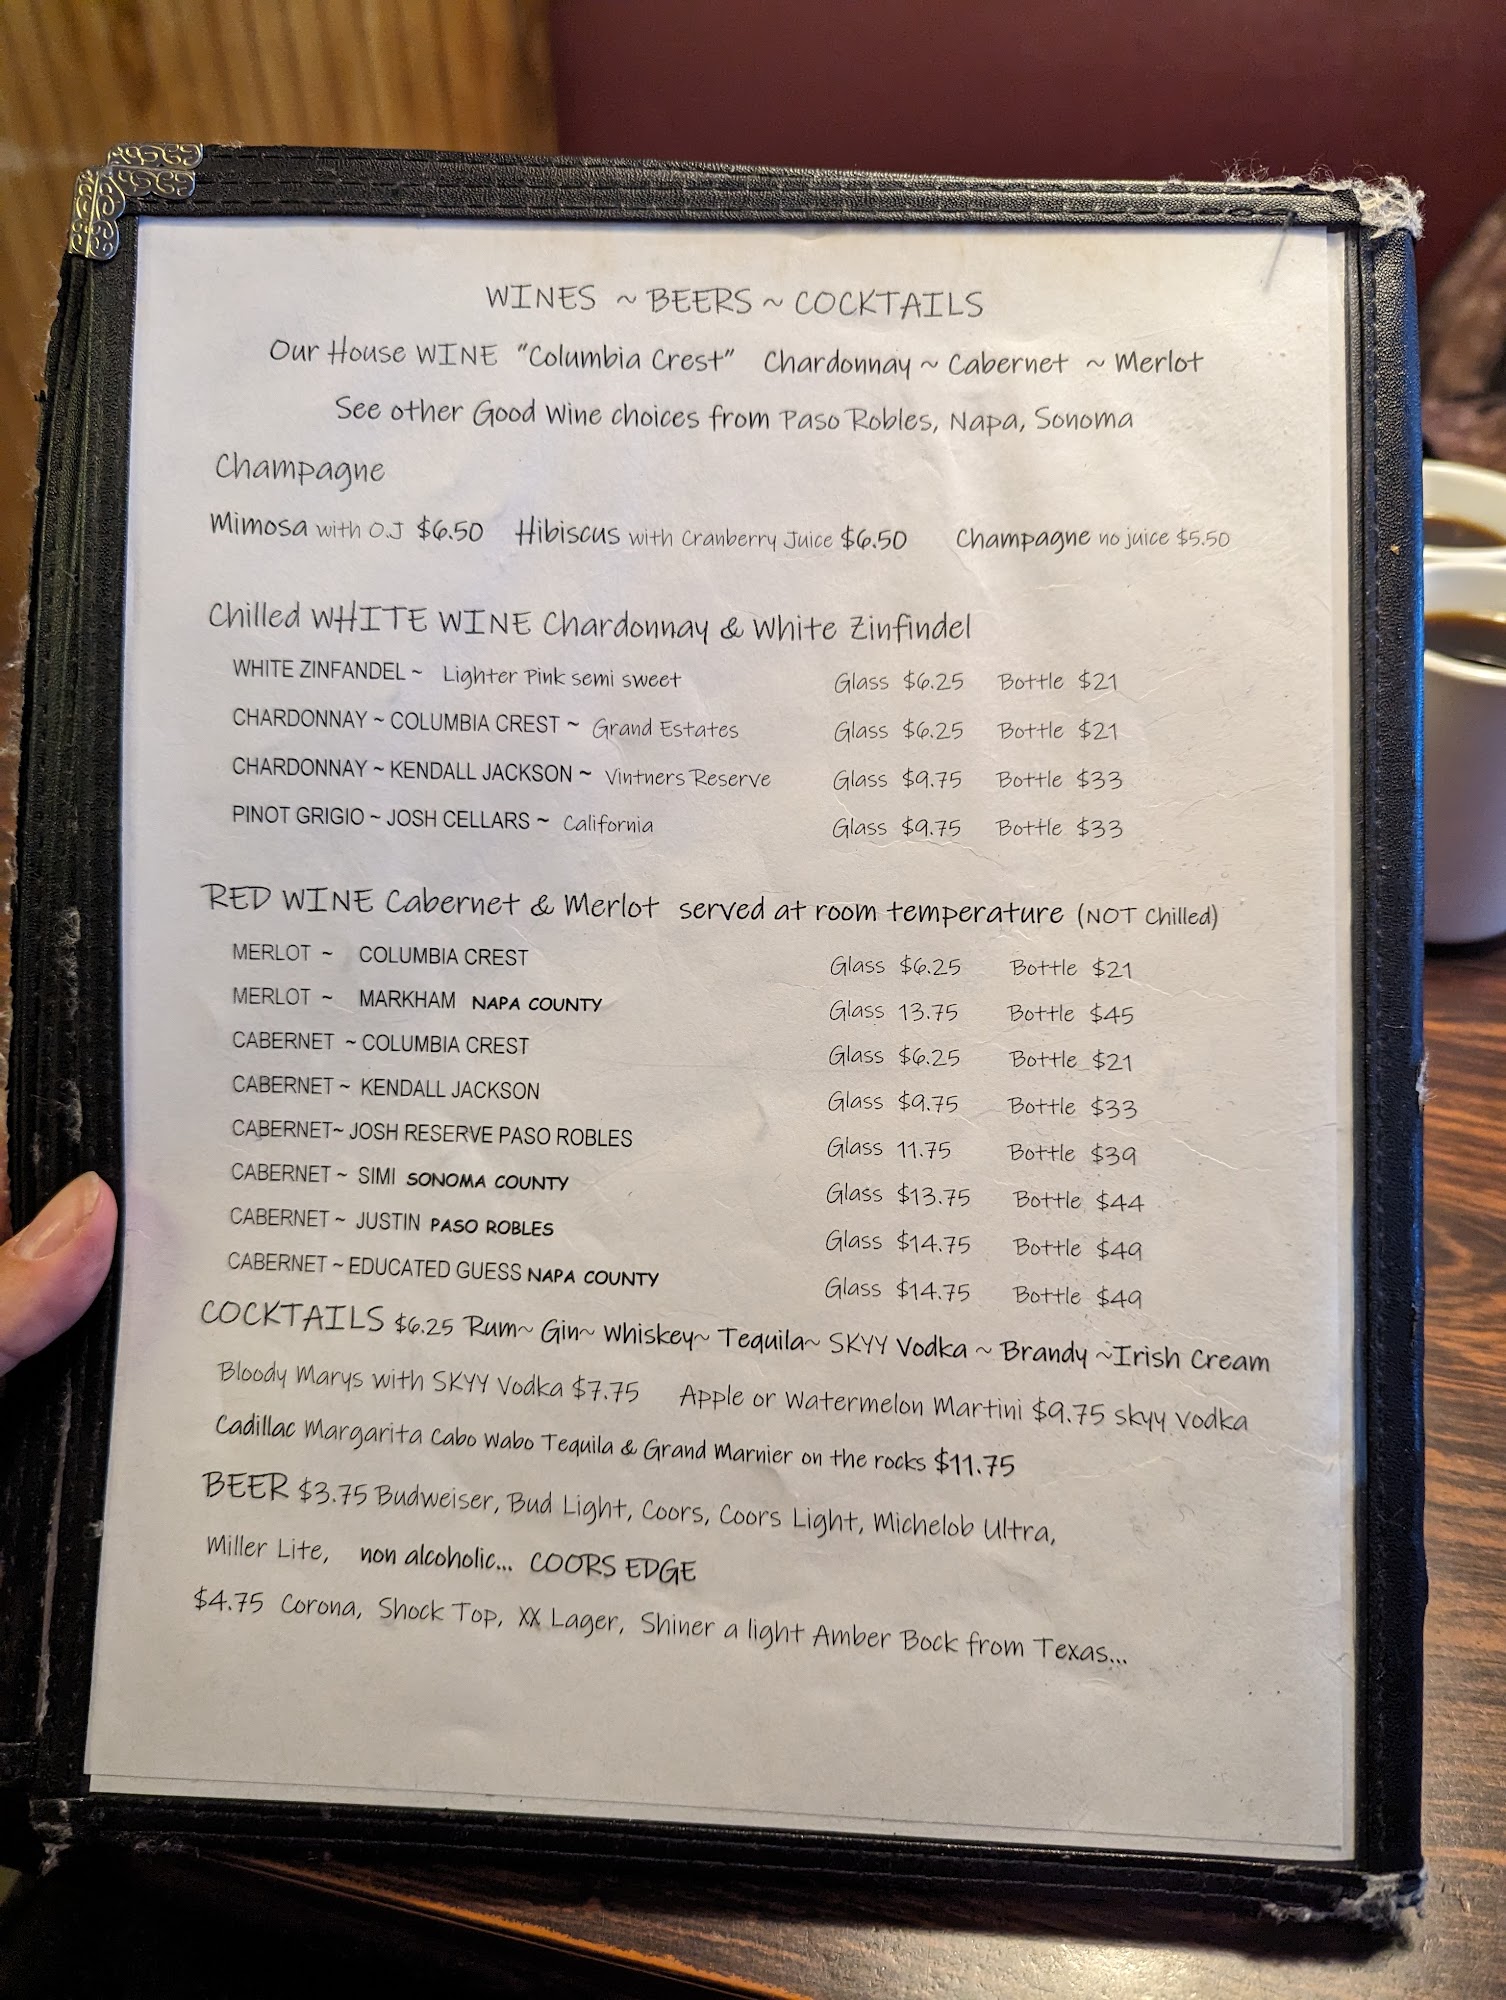 WINES ~ BEERS ~ COCKTAILS
Our House WINE "Columbia Crest" Chardonnay ~ Cabernet ~ Merlot
See other Good Wine choices from Paso Robles, Napa, Sonoma
Champagne
Mimosa with O.J $6.50 Hibiscus with Cranberry Juice $6.50 Champagne no juice $5.50
Chilled WHITE WINE Chardonnay & White Zinfindel
WHITE ZINFANDEL ~ Lighter Pink semi sweet Glass $6.25 Bottle $21
CHARDONNAY ~ COLUMBIA CREST ~ Grand Estates Glass $6.25 Bottle $21
CHARDONNAY ~ KENDALL JACKSON ~ Vintners Reserve Glass $9.75 Bottle $33
PINOT GRIGIO ~ JOSH CELLARS ~ California Glass $9.75 Bottle $33
RED WINE Cabernet & Merlot served at room temperature (NOT Chilled)
MERLOT ~ COLUMBIA CREST Glass $6.25 Bottle $21
MERLOT ~ MARKHAM NAPA COUNTY Glass 13.75 Bottle $45
CABERNET ~ COLUMBIA CREST Glass $6.25 Bottle $21
CABERNET ~ KENDALL JACKSON Glass $9.75 Bottle $33
CABERNET~ JOSH RESERVE PASO ROBLES Glass 11.75 Bottle $39
CABERNET ~ SIMI SONOMA COUNTY Glass $13.75 Bottle $44
CABERNET ~ JUSTIN PASO ROBLES Glass $14.75 Bottle $49
CABERNET ~ EDUCATED GUESS NAPA COUNTY Glass $14.75 Bottle $49
COCKTAILS $6.25 Rum~ Gin~ Whiskey~ Tequila~ SKYY Vodka ~ Brandy ~Irish Cream
Bloody Marys with SKYY Vodka $7.75 Apple or Watermelon Martini $9.75 skyy vodka
Cadillac Margarita Cabo Wabo Tequila & Grand Marnier on the rocks $11.75
BEER $3.75 Budweiser, Bud Light, Coors, Coors Light, Michelob Ultra,
Miller Lite, non alcoholic... COORS EDGE
$4.75 Corona, Shock Top, XX Lager, Shiner a light Amber Bock from Texas...